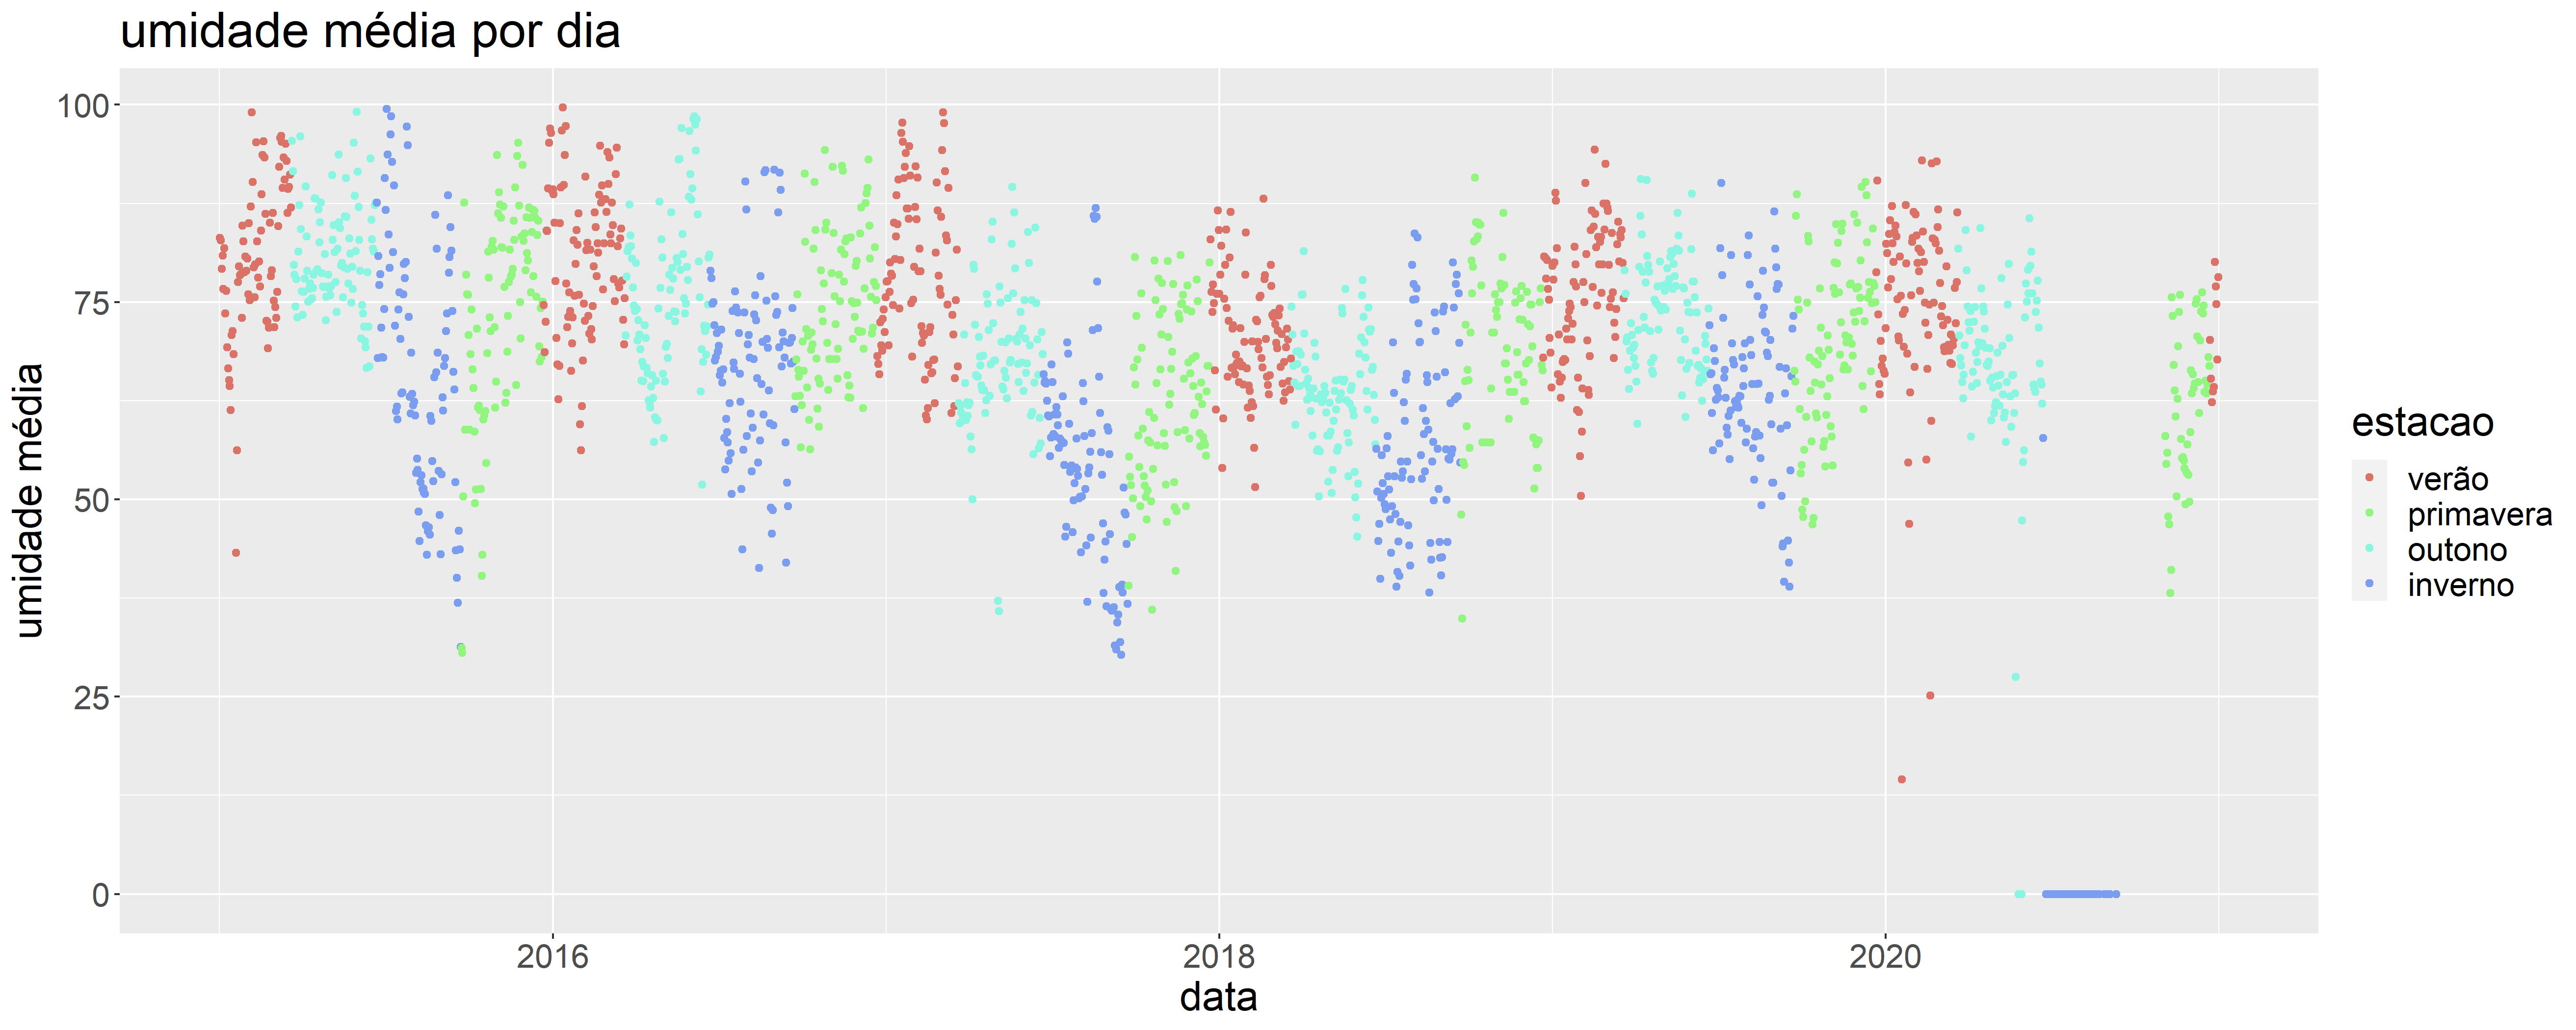 umidade média por dia
100
75
50
25
0
umidade média
2016
2018
2020
data
estacao
verão
primavera
outono
inverno